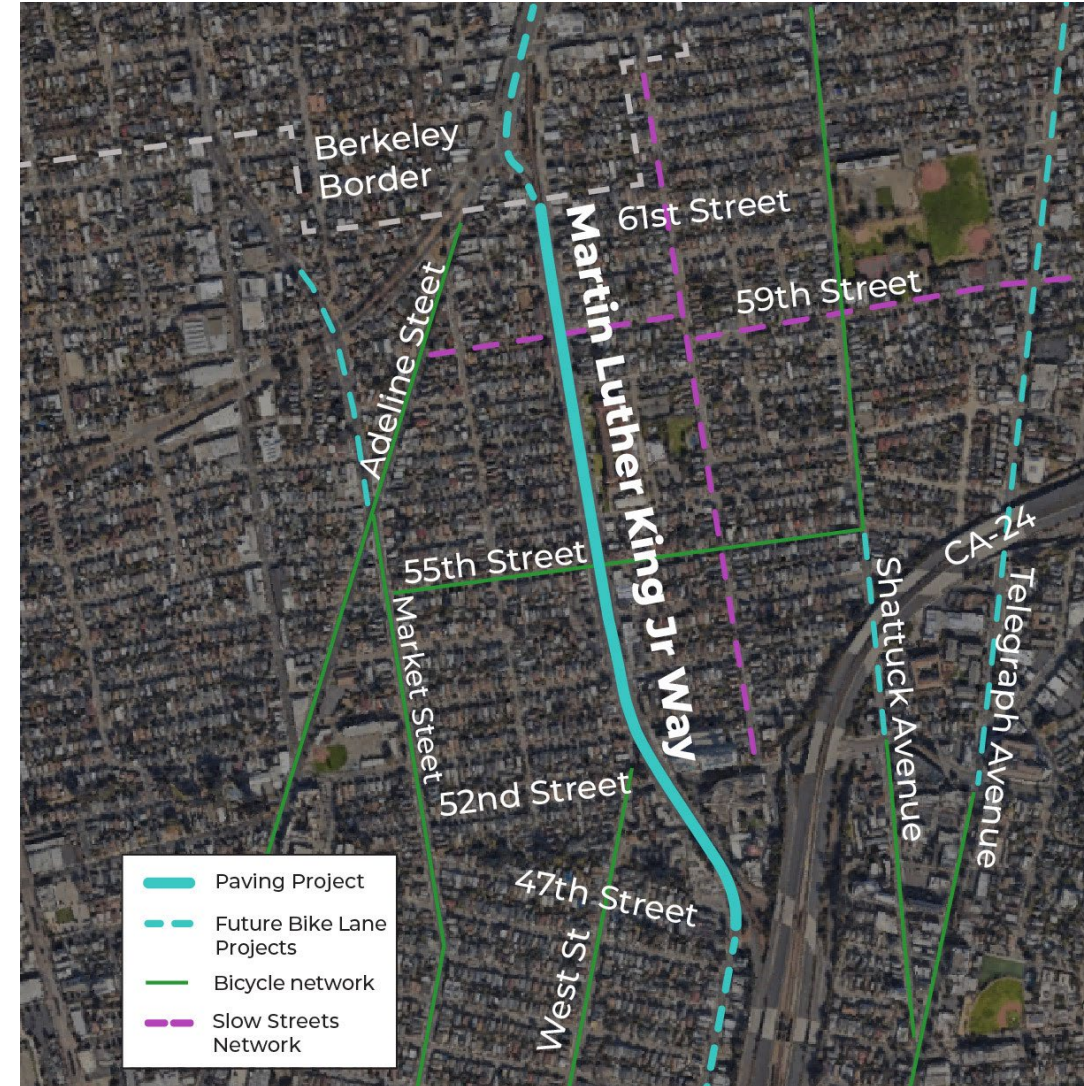 Berkeley
Border
61st Street
59th Street
Martin Luther King Jr Way
Adeline Steet
CA-24
55th Street
Shattuck Avenue
Telegraph Avenue
Market Steet
52nd Street
47th Street
West St
Paving Project
Future Bike Lane
Projects
Bicycle network
Slow Streets
Network